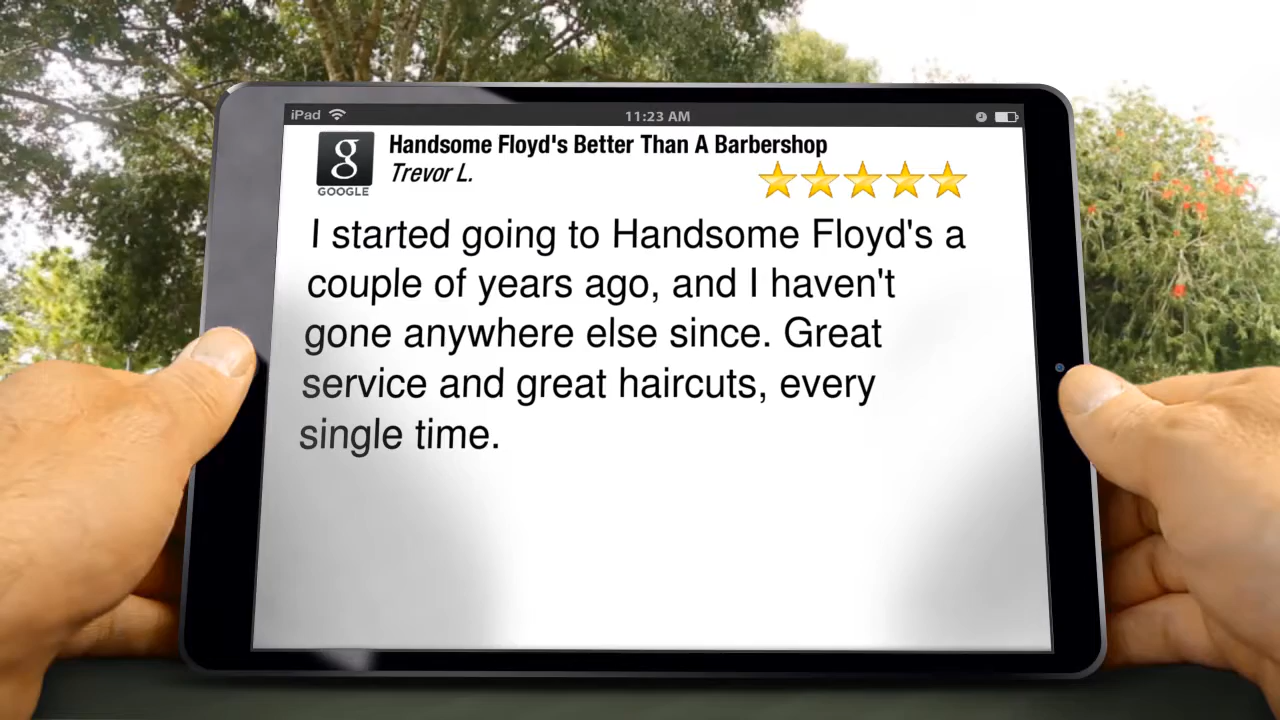 iPad
11:23 AM
g
GOOGLE
Handsome Floyd's Better Than A Barbershop
Trevor L.
I started going to Handsome Floyd's a
couple of years ago, and I haven't
gone anywhere else since. Great
service and great haircuts, every
single time.